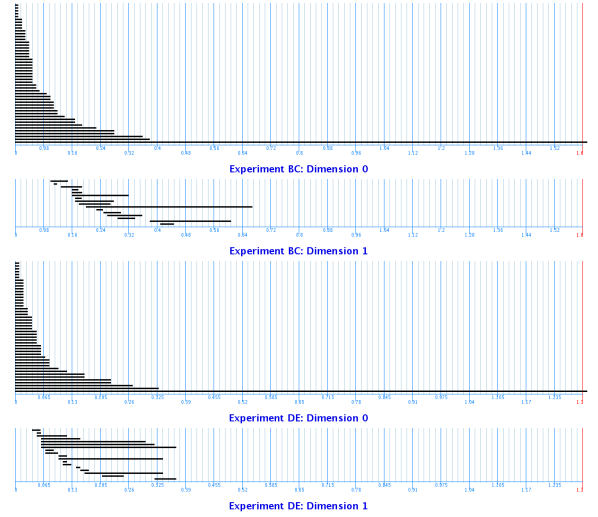 0 0.08 0.16 0.24 0.32 0.4 0.48 0.56 0.64 0.72 0.8 0.88 0.96 1.04 1.12 1.2 1.28 1.36 1.44 1.52 1.6
Experiment BC: Dimension 0
0 0.08 0.16 0.24 0.32 0.4 0.48 0.56 0.64 0.72 0.8 0.88 0.96 1.04 1.12 1.2 1.28 1.36 1.44 1.52 1.6
Experiment BC: Dimension 1
0 0.065 0.13 0.195 0.26 0.325 0.39 0.455 0.52 0.585 0.65 0.715 0.78 0.845 0.91 0.975 1.04 1.105 1.17 1.235 1.3
Experiment DE: Dimension 0
0 0.065 0.13 0.195 0.26 0.325 0.39 0.455 0.52 0.585 0.65 0.715 0.78 0.845 0.91 0.975 1.04 1.105 1.17 1.235 1.3
Experiment DE: Dimension 1